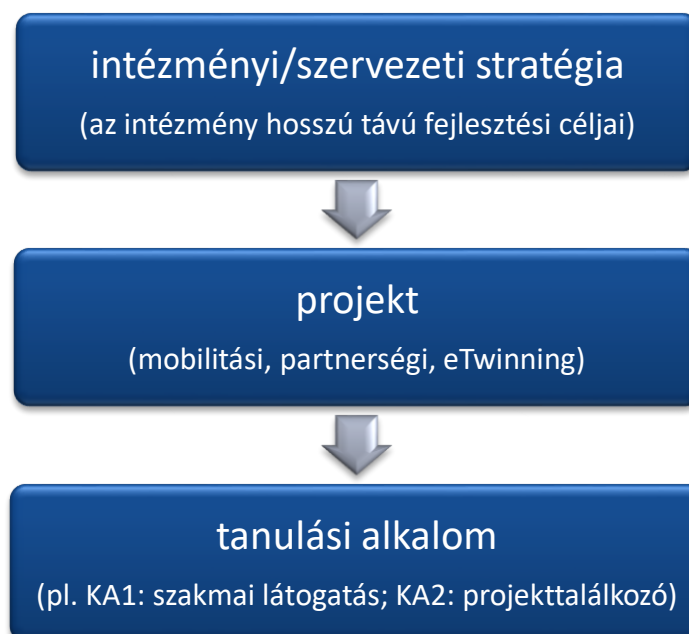 intézményi/szervezeti stratégia
(az intézmény hosszú távú fejlesztési céljai)
projekt
(mobilitási, partnerségi, eTwinning)
tanulási alkalom
(pl. KA1: szakmai látogatás; KA2: projekttalálkozó)